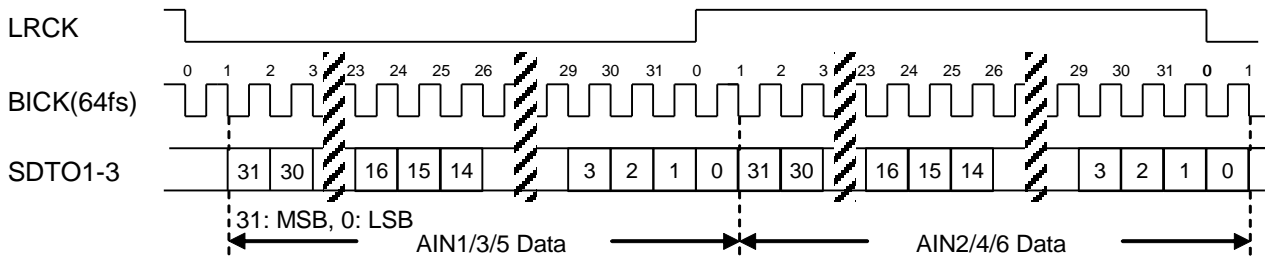 LRCK
0 1 2 3 23 24 25 26 29 30 31 0 1 2 3 23 24 25 26 29 30 31 0 1
BICK(64fs)
SDTO1-3 31 30 16 15 14 3 2 1 0 31 30 16 15 14 3 2 1 0
31: MSB, 0: LSB
AIN1/3/5 Data AIN2/4/6 Data